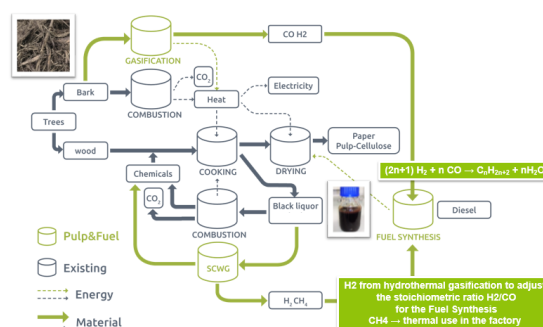 CO H2
GASIFICATION
CO2
Electricity
Bark
Heat
COMBUSTION
Trees
Paper
Pulp-Cellulose
wood
COOKING
DRYING
Chemicals
(2n+1) H2 + n CO → CnH2n+2 + nH2O
CO2
Black liquor
Diesel
COMBUSTION
FUEL SYNTHESIS
Pulp&Fuel
Existing
SCWG
Energy
H2 CH4
Material
H2 from hydrothermal gasification to adjust
the stoichiometric ratio H2/CO
for the Fuel Synthesis
CH4 → thermal use in the factory